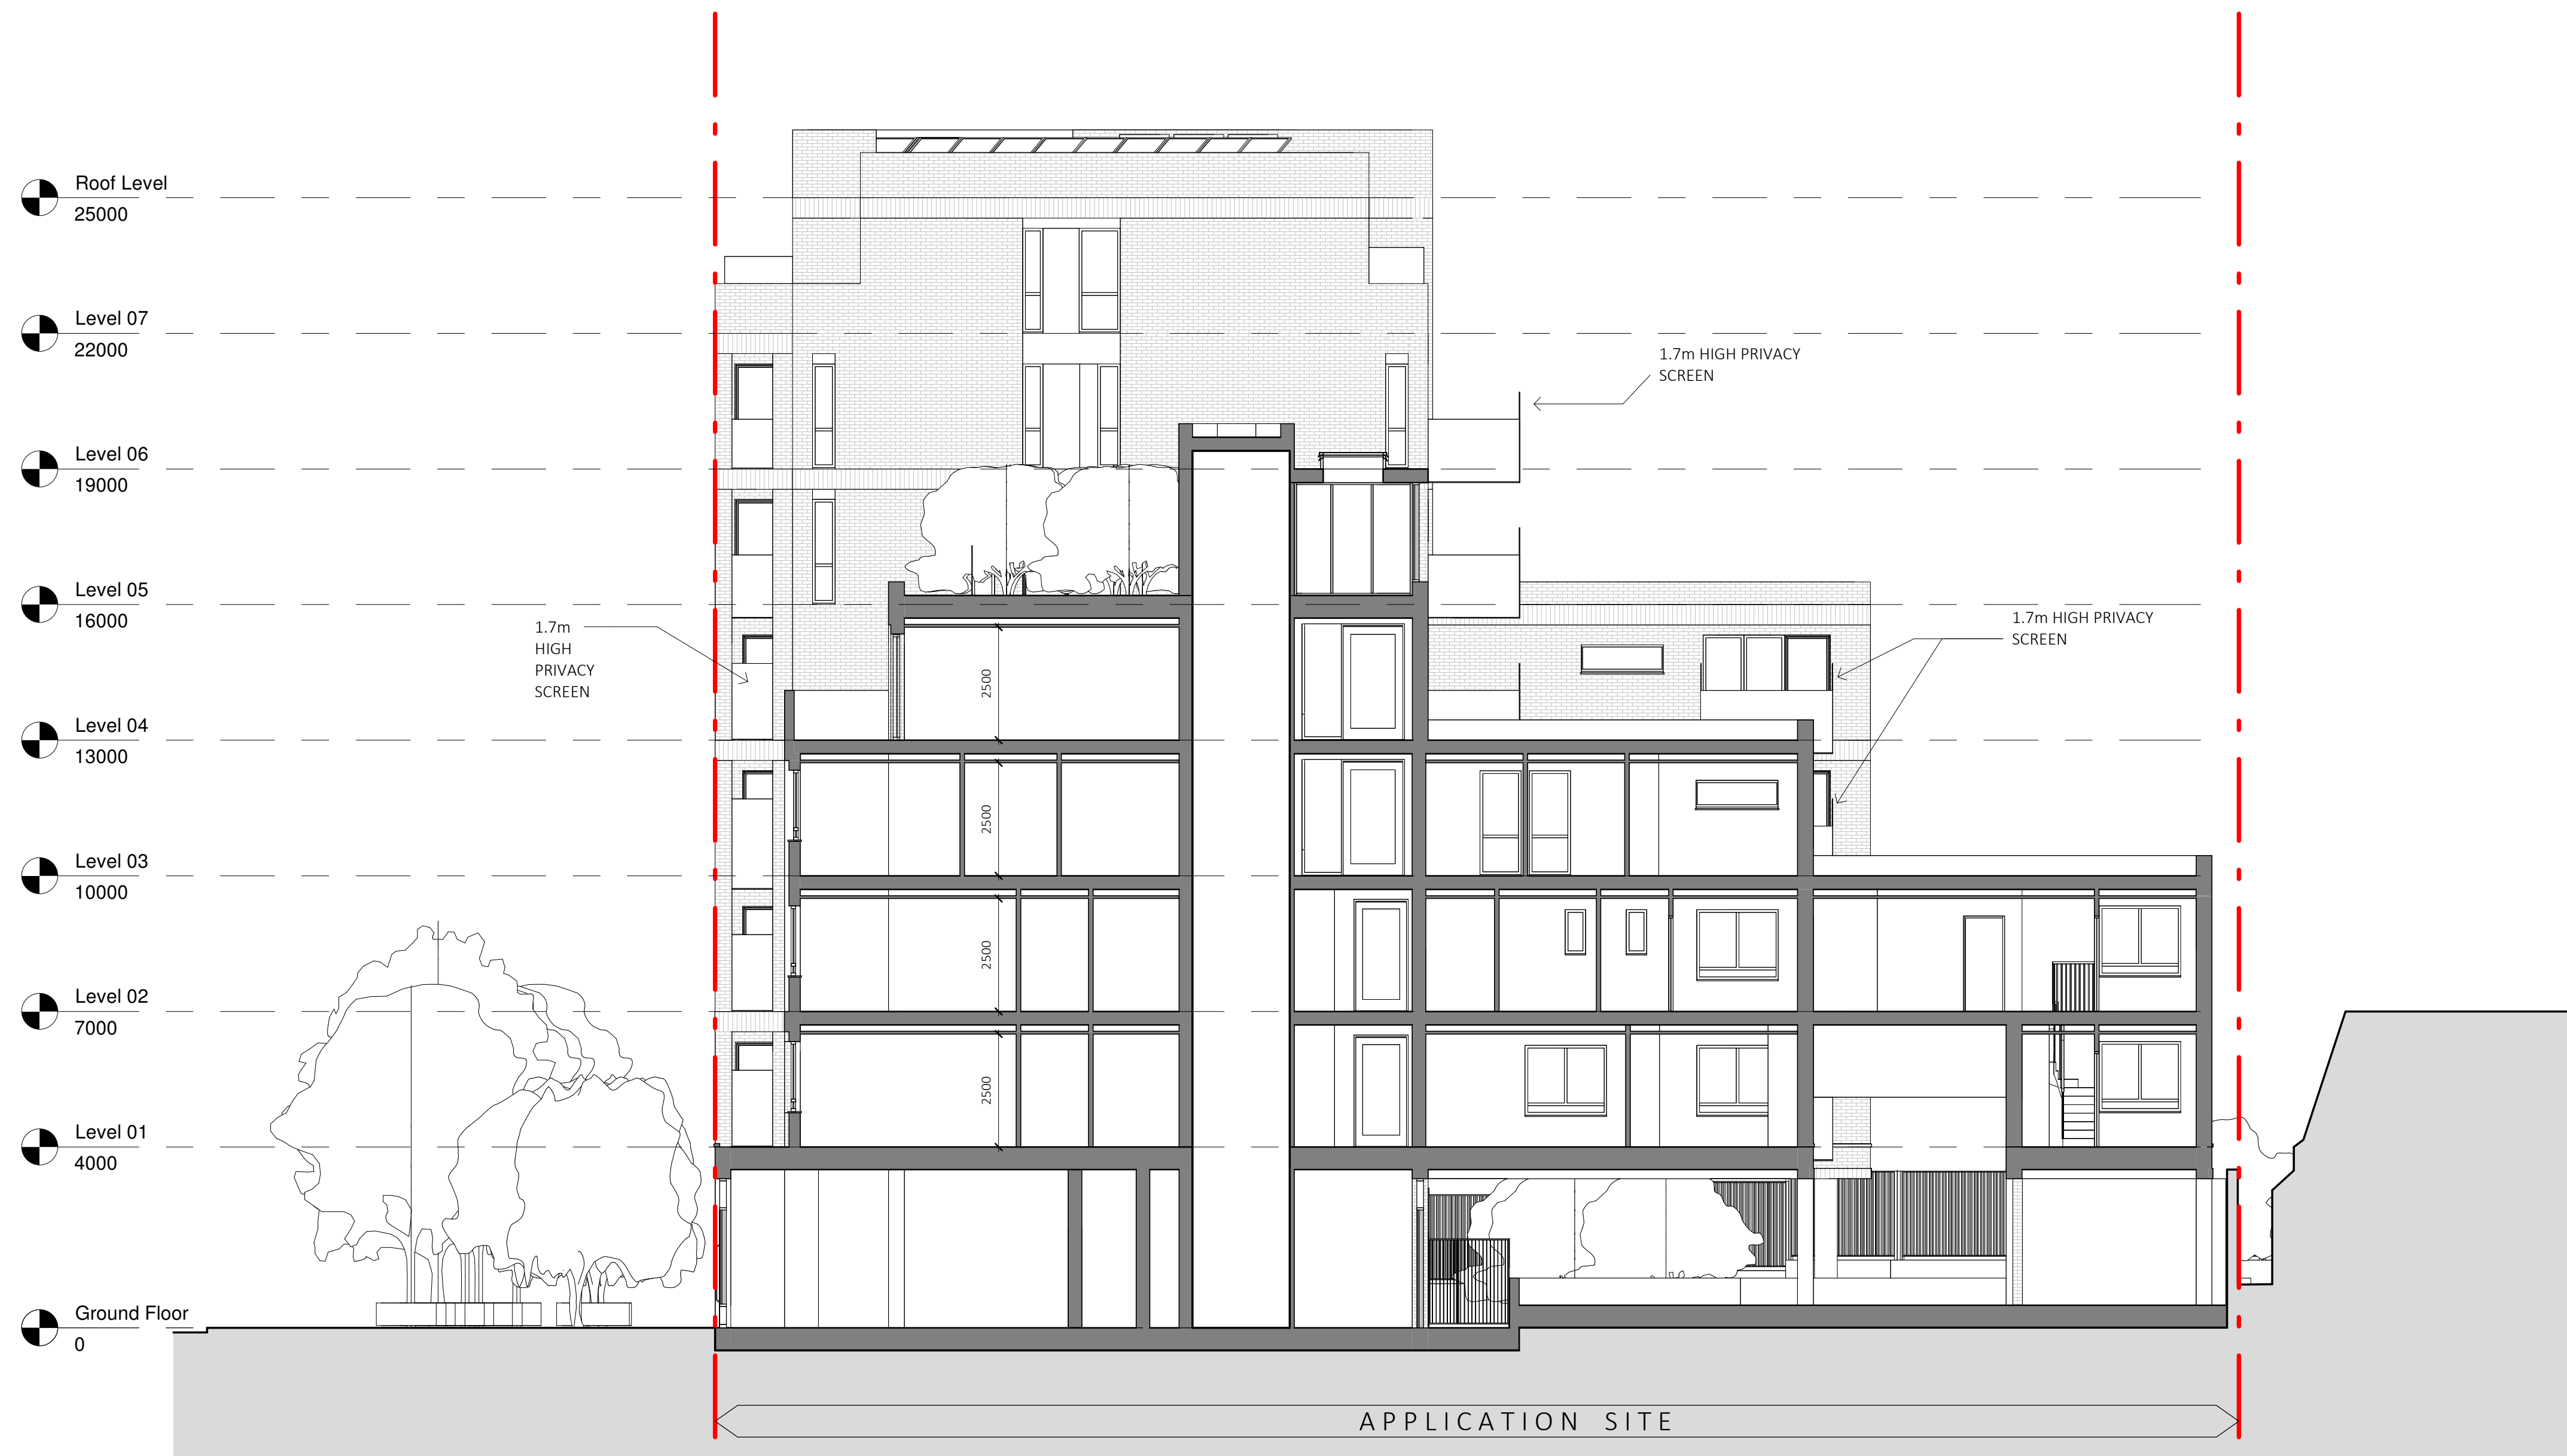 Roof Level
25000
Level 07
22000
1.7m HIGH PRIVACY
SCREEN
Level 06
19000
Level 05
16000
1.7m
HIGH
PRIVACY
SCREEN
1.7m HIGH PRIVACY
SCREEN
2500
Level 04
13000
2500
Level 03
10000
2500
Level 02
7000
2500
Level 01
4000
Ground Floor
0
APPLICATION SITE